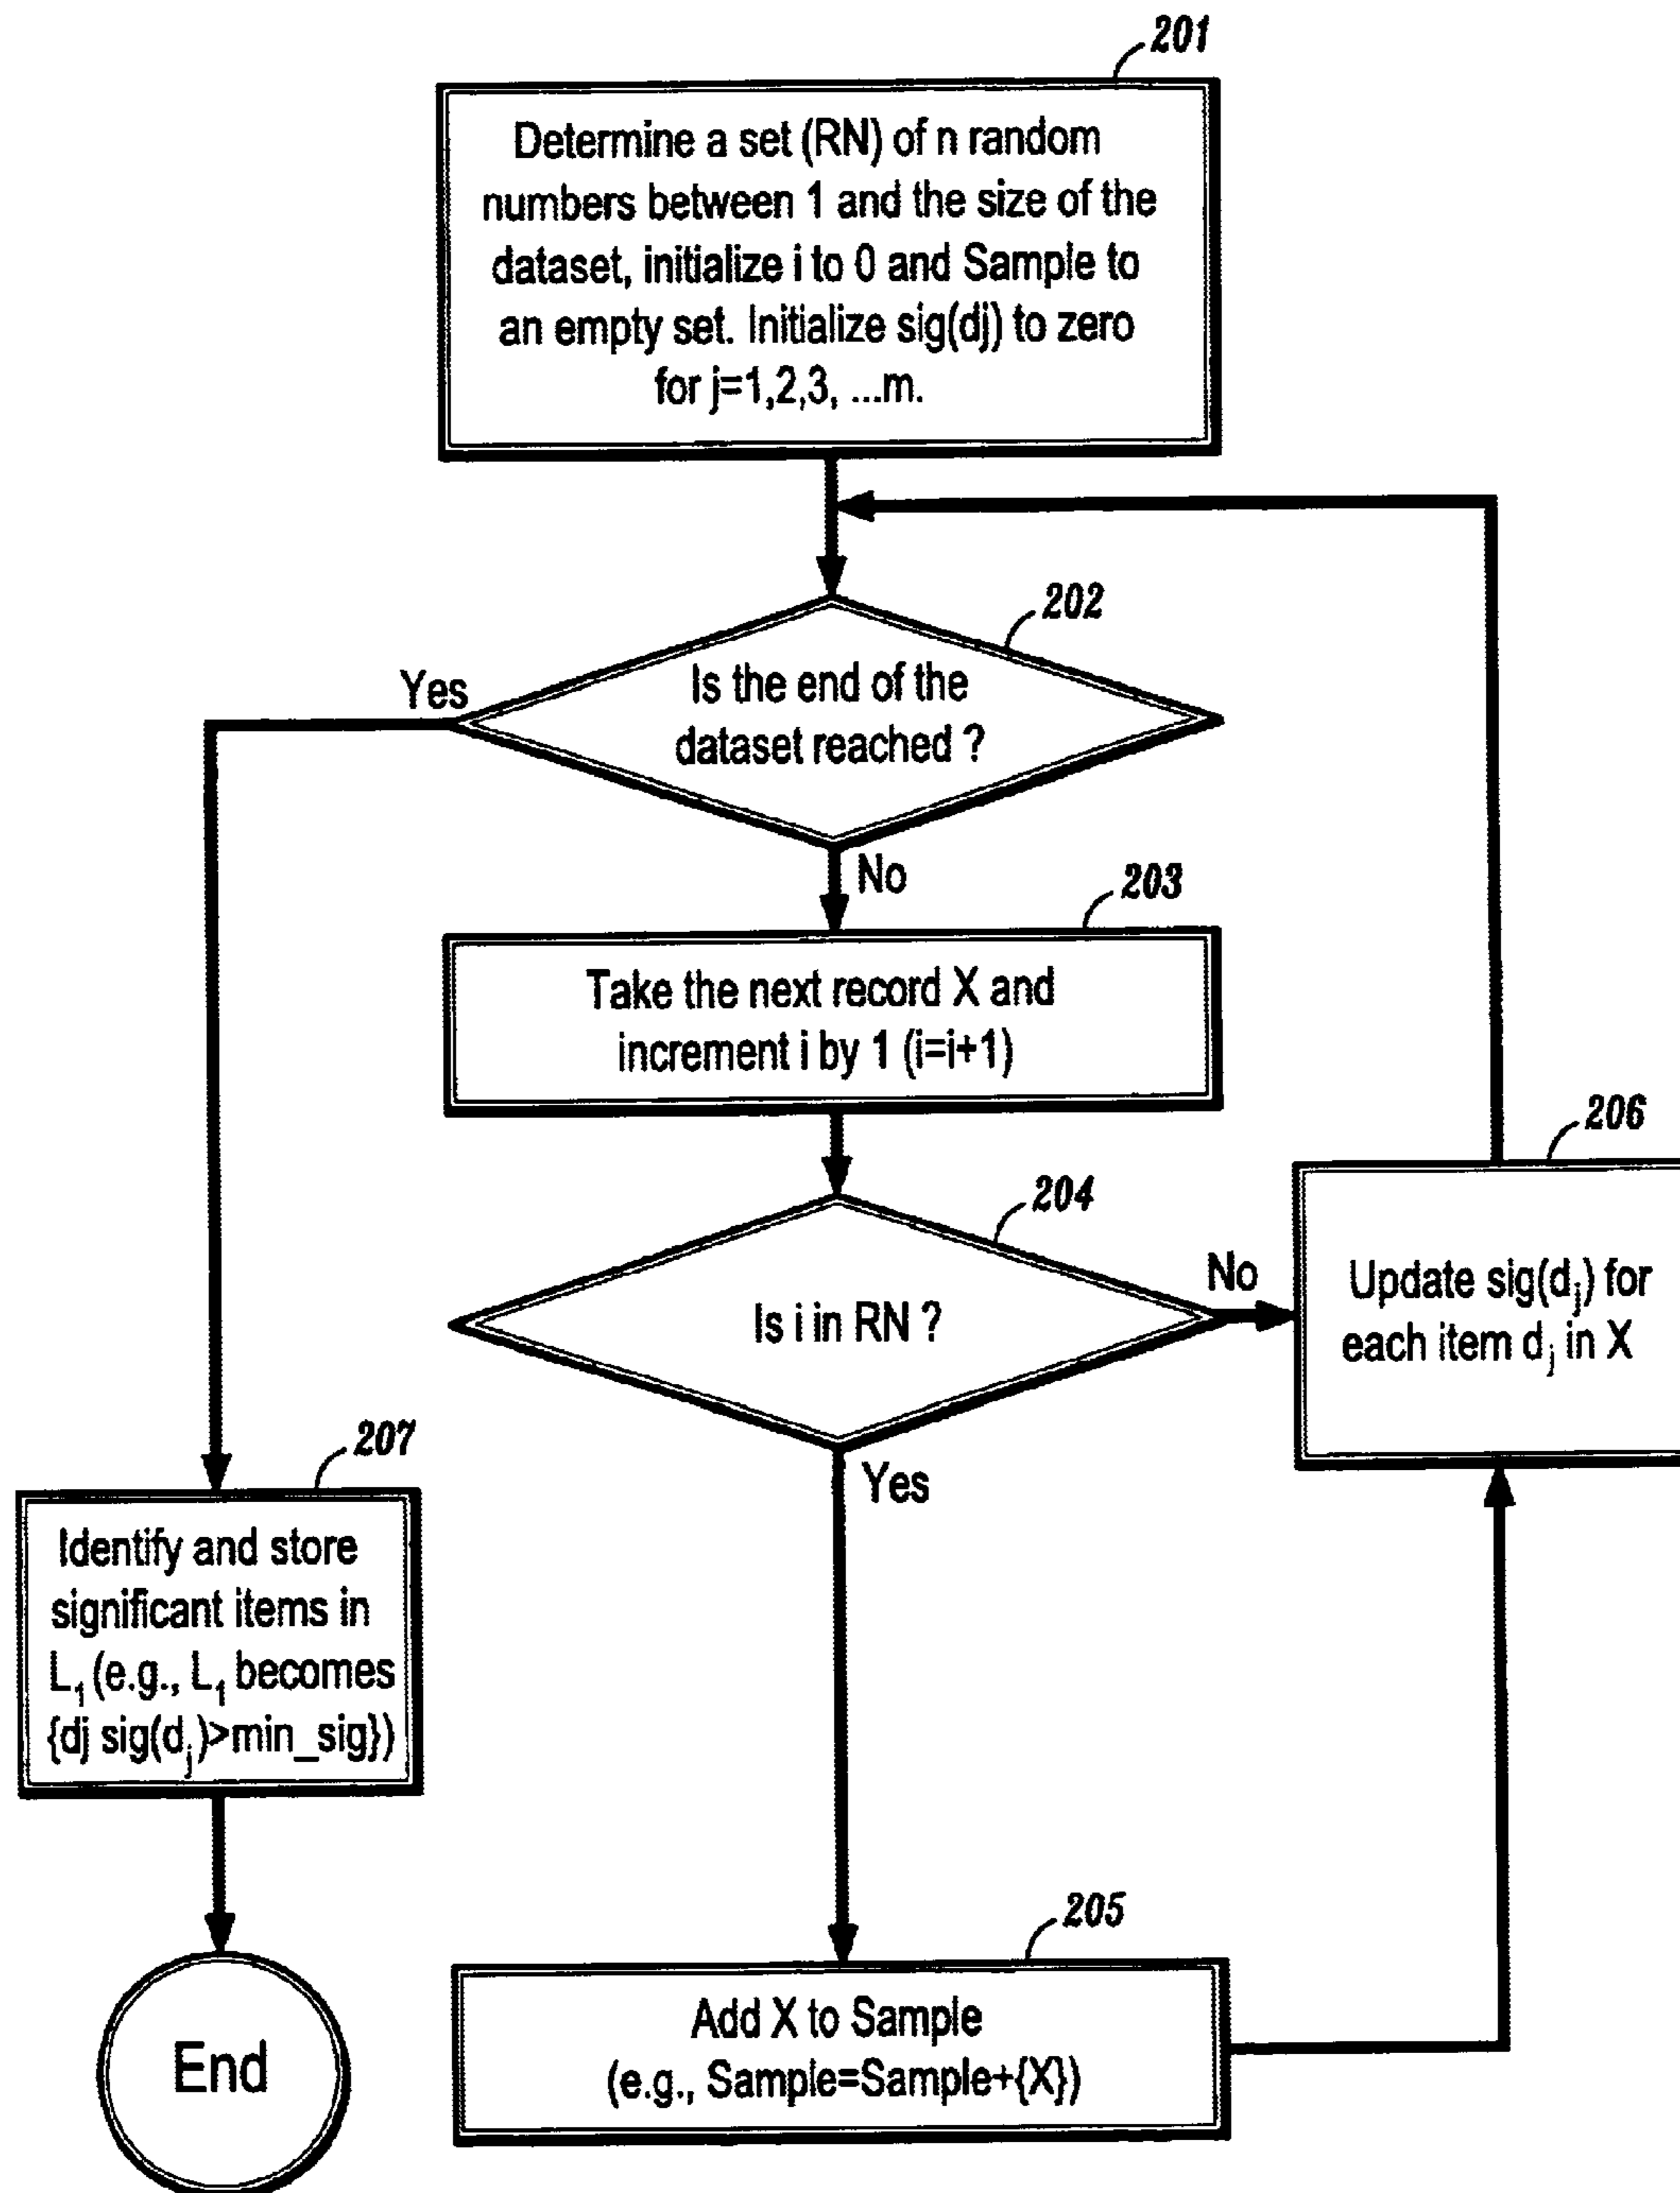 201
Determine a set (RN) of n random
numbers between 1 and the size of the
dataset, initialize i to 0 and Sample to
an empty set. Initialize sig(dj) to zero
for j=1,2,3, ...m.
202
Yes
Is the end of the
dataset reached ?
No
203
Take the next record X and
increment i by 1 (i=i+1)
204
Is i in RN ?
No
206
Update sig(dj) for
each item dj in X
Yes
207
Identify and store
significant items in
L1 (e.g., L1 becomes
{dj sig(dj)>min_sig})
205
Add X to Sample
(e.g., Sample=Sample+{X})
End